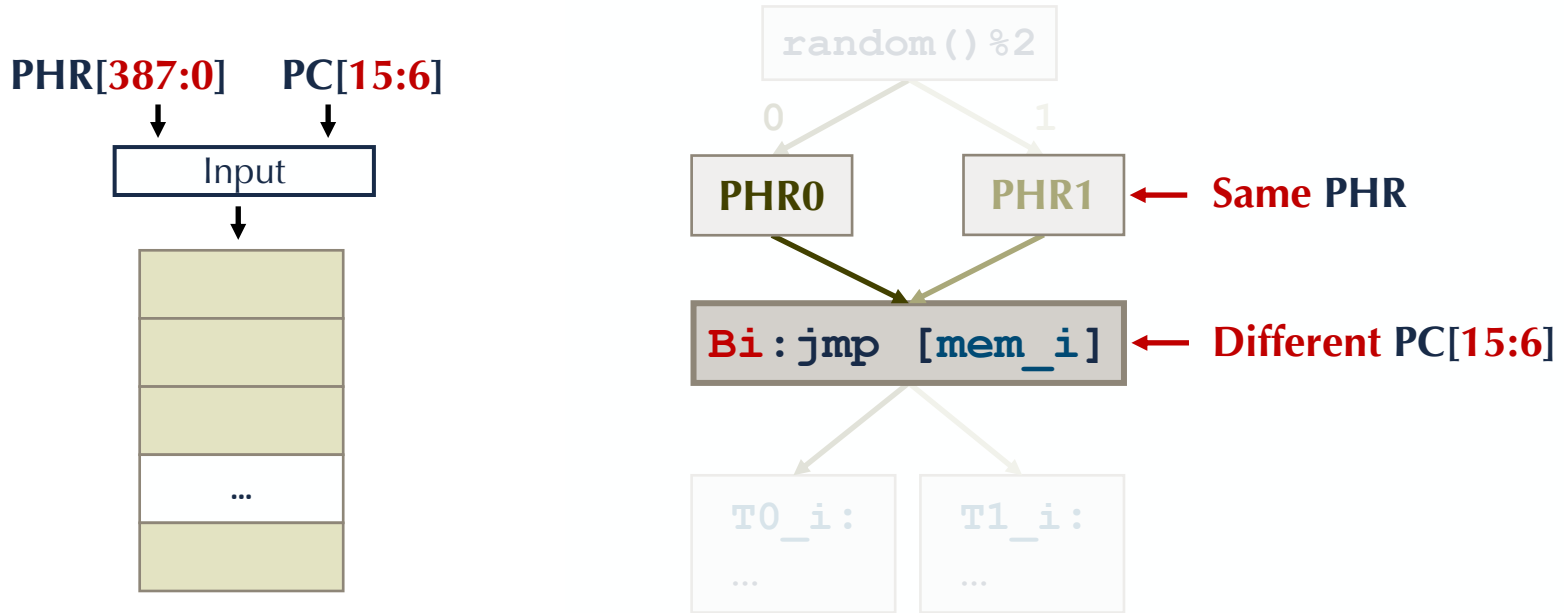 PHR[387:0] PC[15:6]
Input
...
random()%2
0 1
PHR0 PHR1
Same PHR
Bi:jmp [mem_i]
Different PC[15:6]
T0_i: T1_i:
... ...